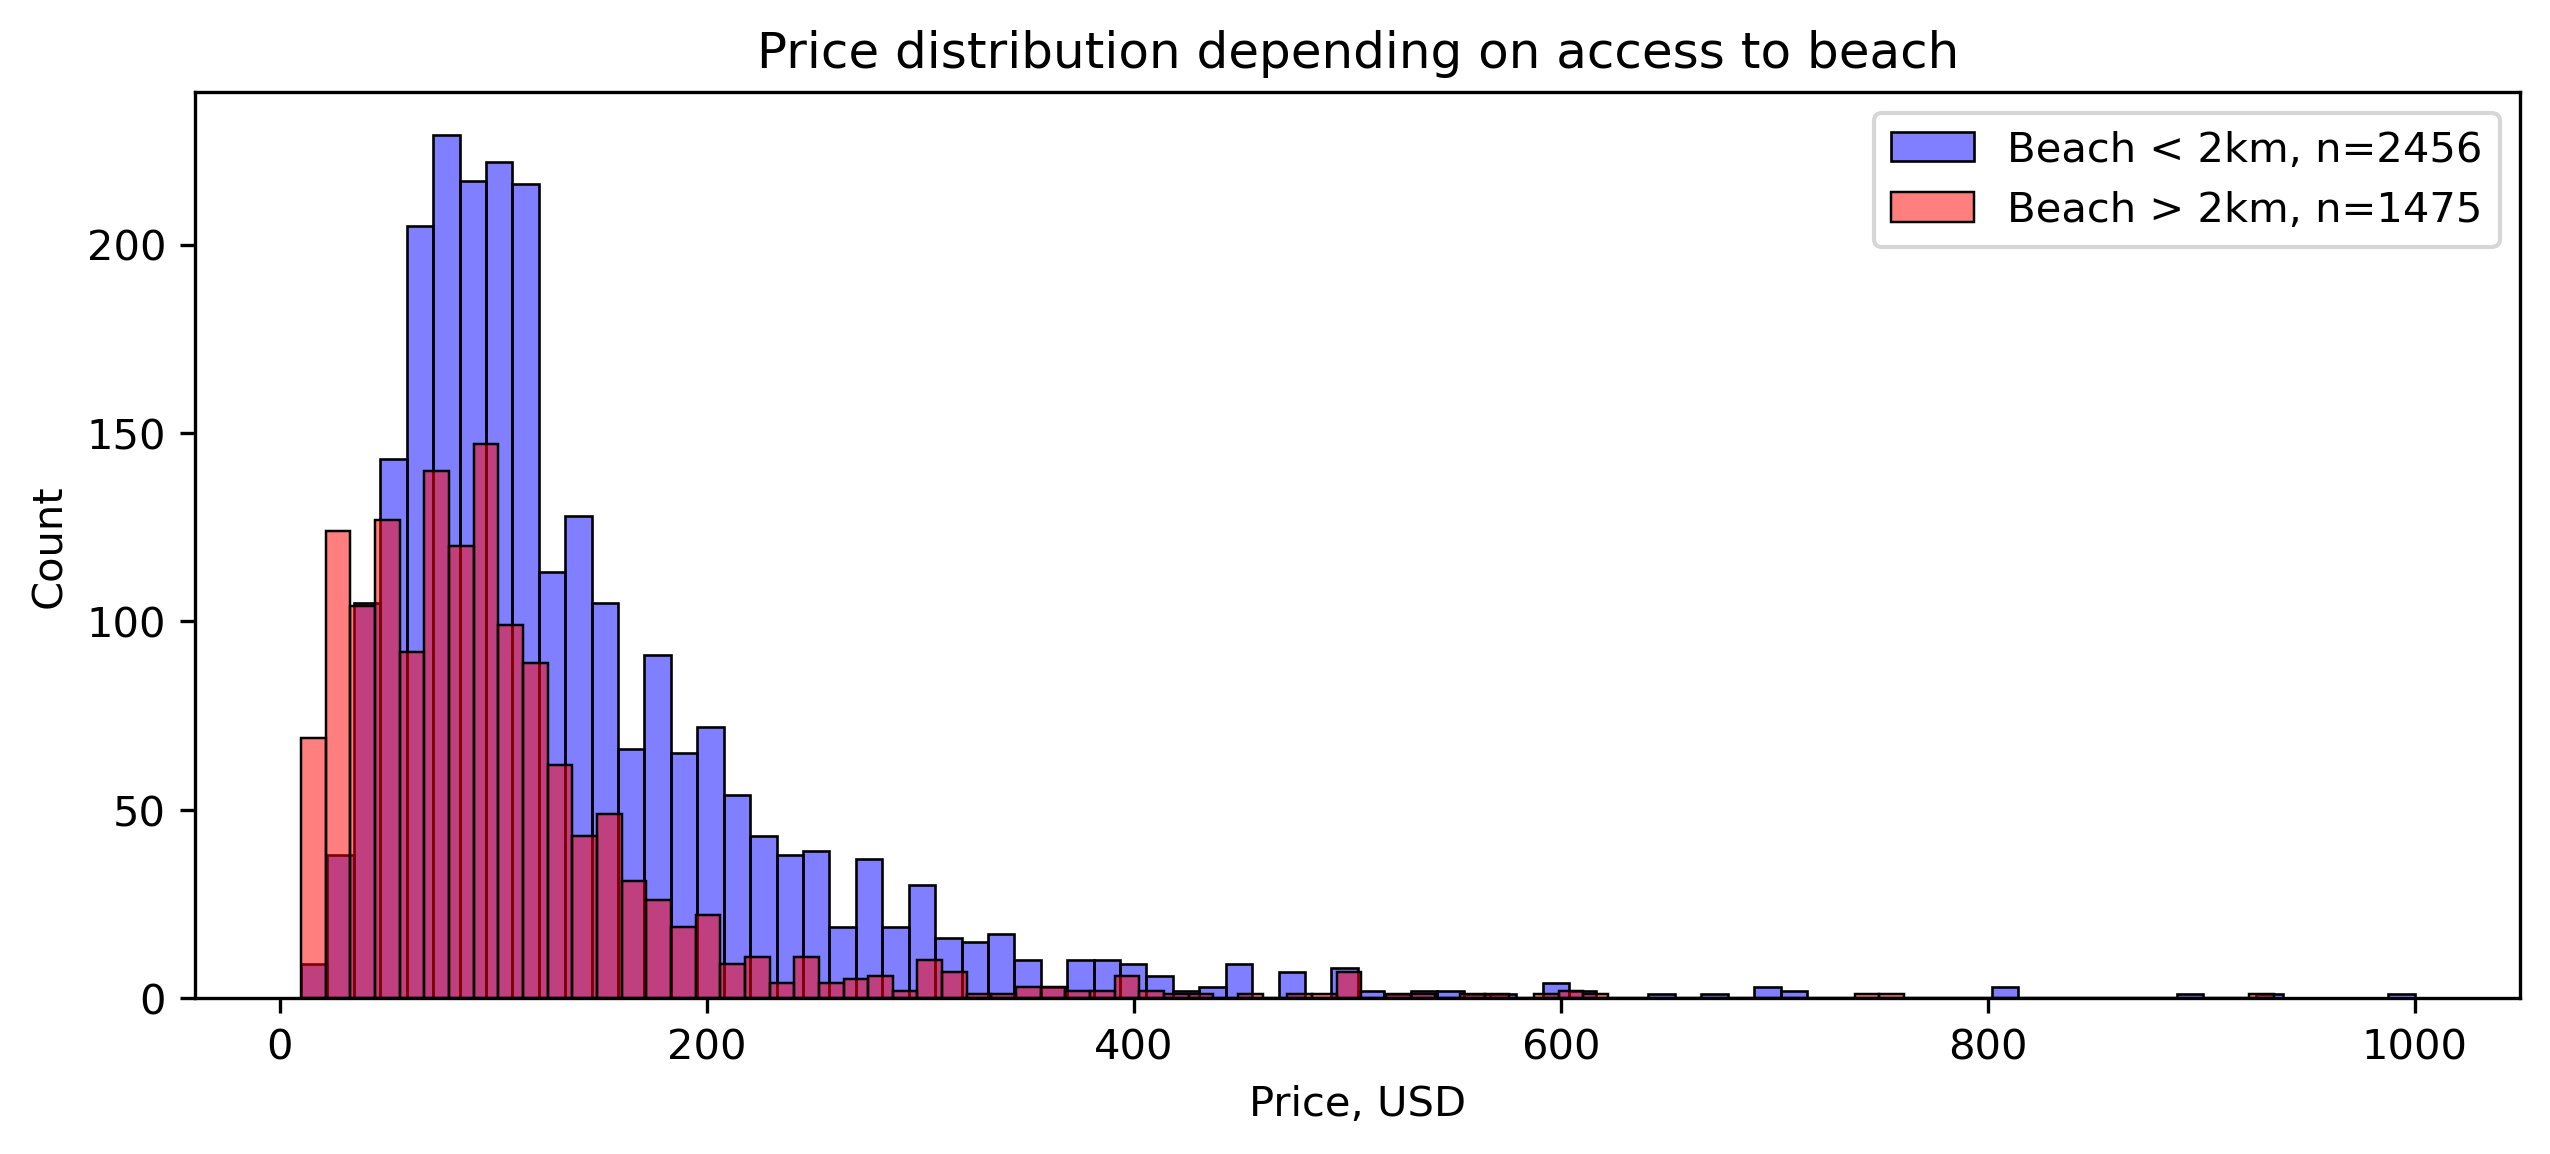 Price distribution depending on access to beach
Beach < 2km, n=2456
Beach > 2km, n=1475
Count
200
150
100
50
0
0 200 400 600 800 1000
Price, USD